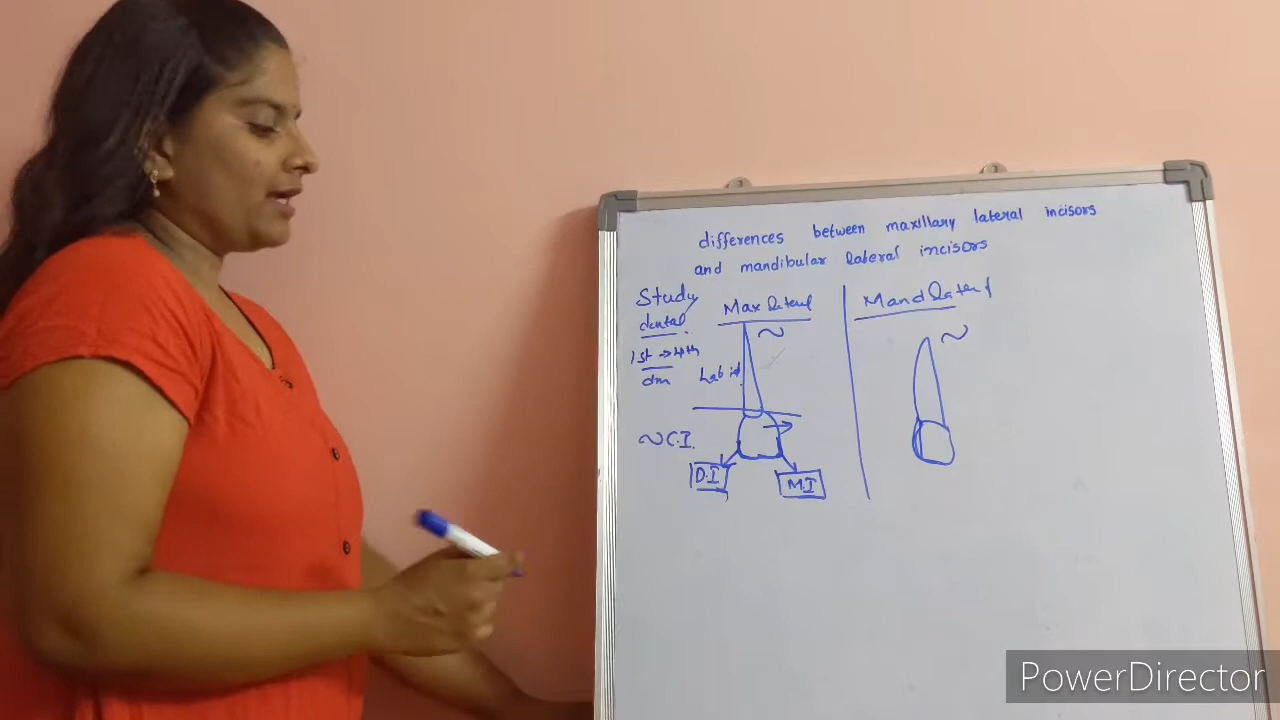 differences between maxillary lateral incisors
and mandibular lateral incisors
Study
dental
Max lateral
Mand lateral
1st → 4th
dm
~
~
~ C.I.
D.I
M.I
PowerDirector